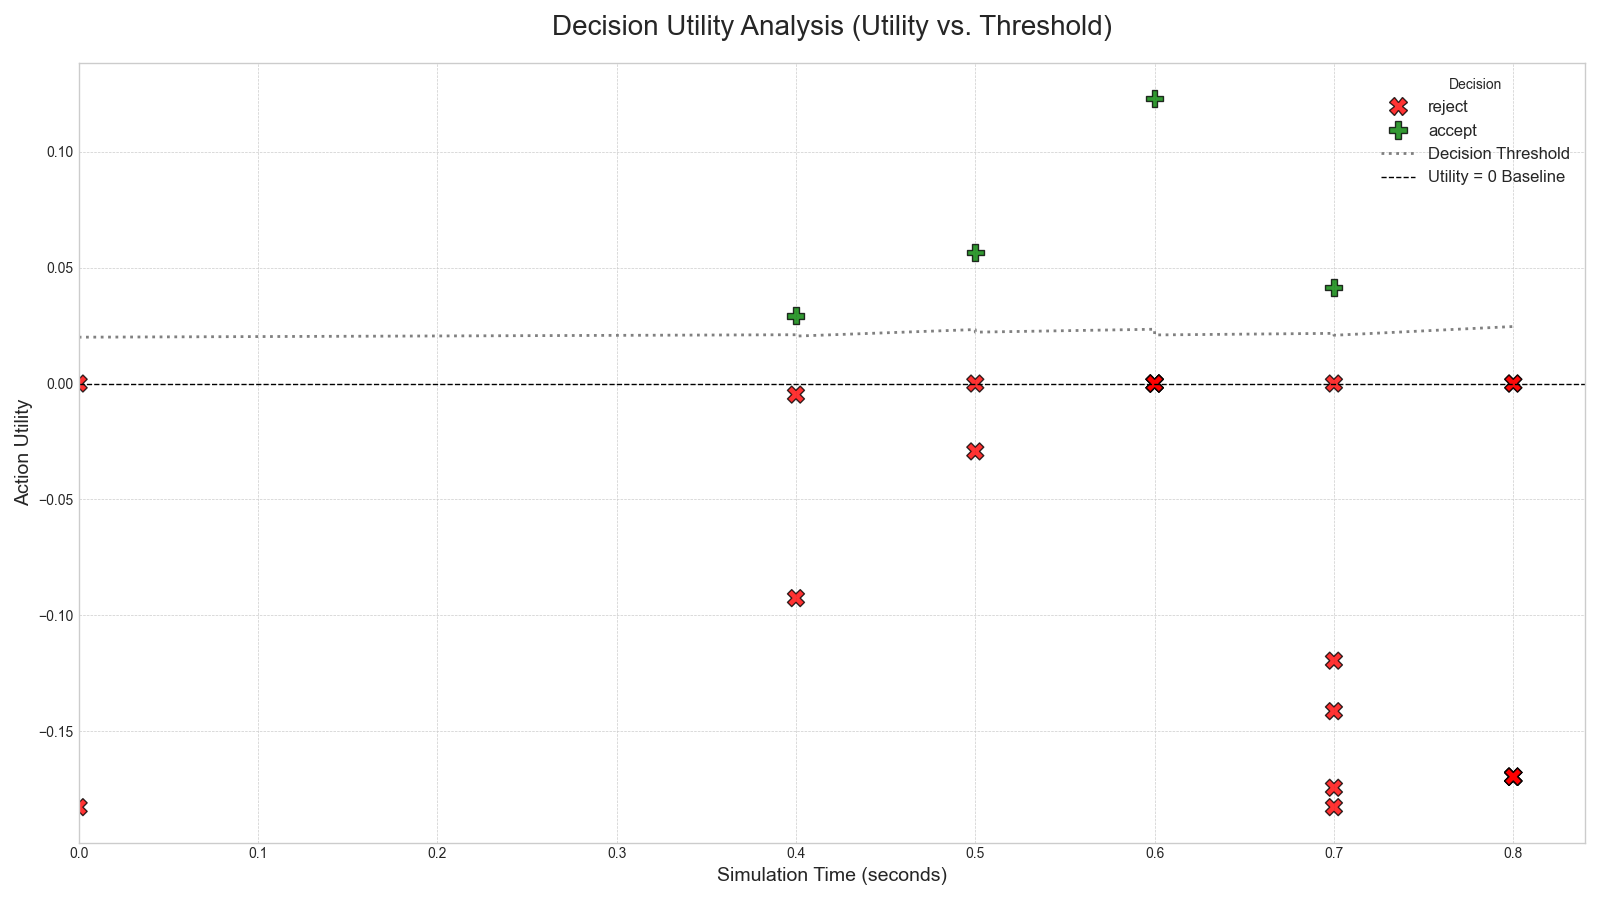 Decision Utility Analysis (Utility vs. Threshold)
Decision
reject
accept
Decision Threshold
Utility = 0 Baseline
Action Utility
0.10
0.05
0.00
−0.05
−0.10
−0.15
0.0 0.1 0.2 0.3 0.4 0.5 0.6 0.7 0.8
Simulation Time (seconds)